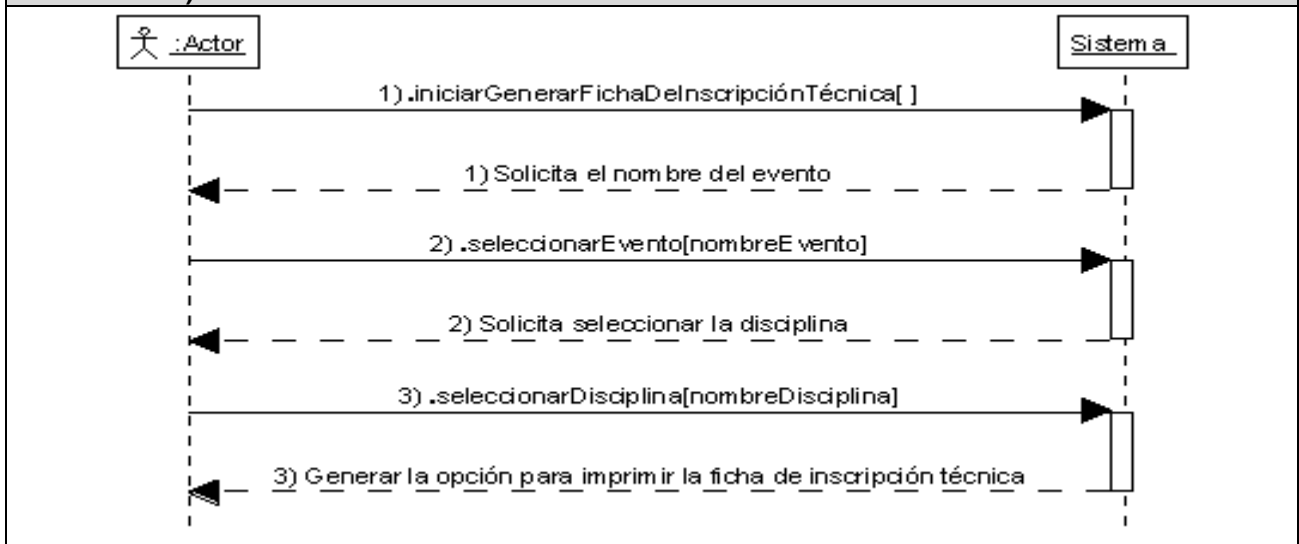 :Actor
Sistema
1).iniciarGenerarFichaDeInscripciónTécnica[ ]
1) Solicita el nombre del evento
2) .seleccionarEvento[nombreEvento]
2) Solicita seleccionar la disciplina
3) .seleccionarDisciplina[nombreDisciplina]
3) Generar la opción para imprimir la ficha de inscripción técnica